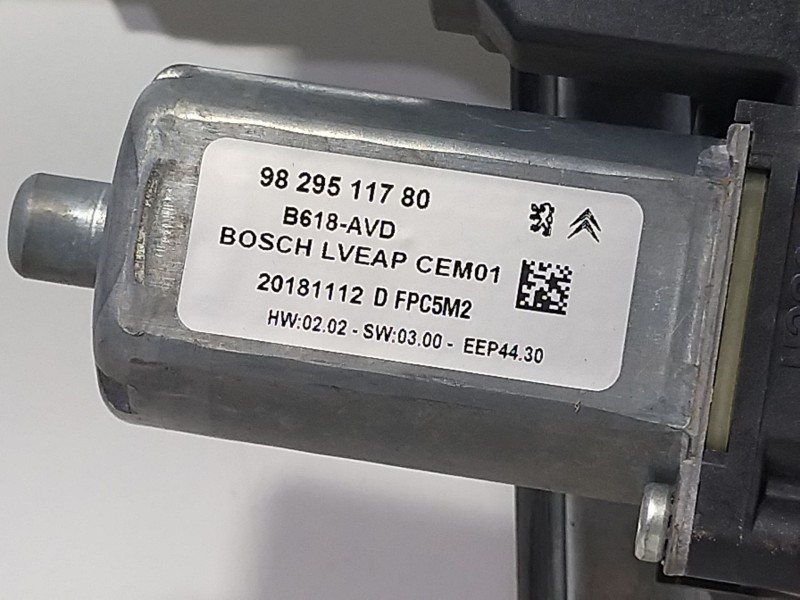 98 295 117 80
B618-AVD
BOSCH LVEAP CEM01
20181112 D FPC5M2
HW:02.02 - SW:03.00 - EEP44.30